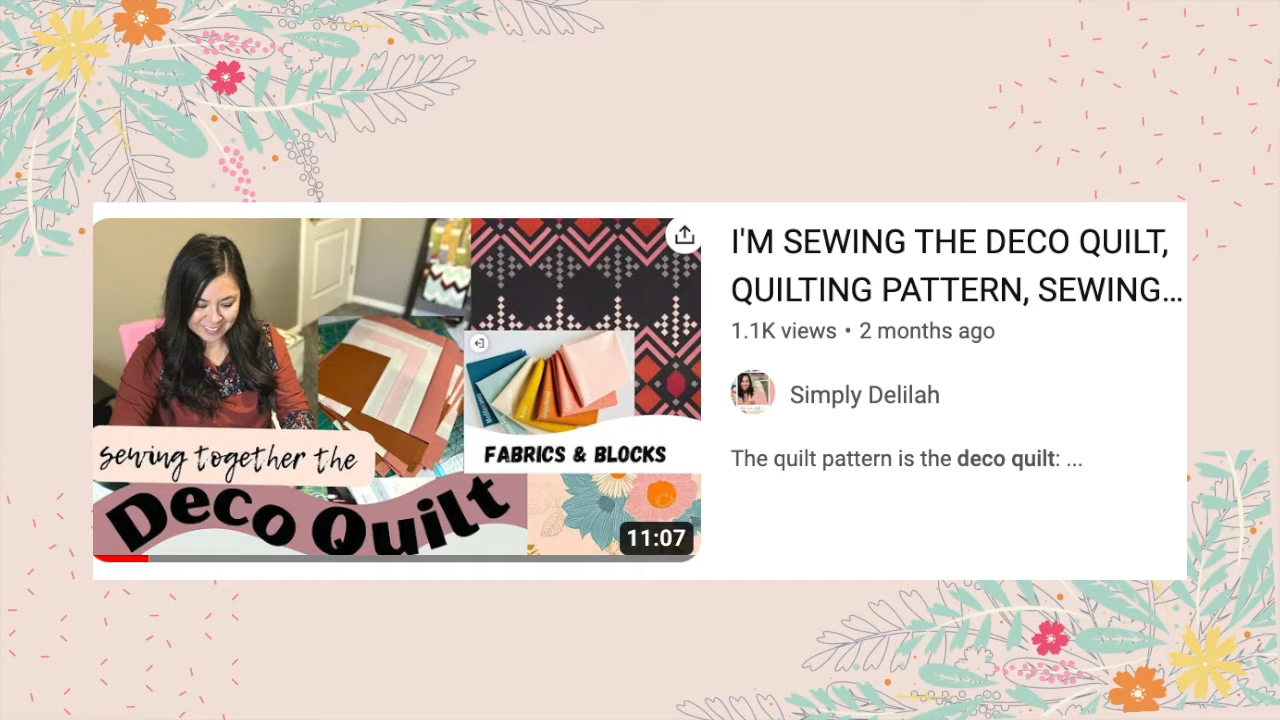 sewing together the
Deco Quilt
FABRICS & BLOCKS
11:07
I'M SEWING THE DECO QUILT,
QUILTING PATTERN, SEWING...
1.1K views • 2 months ago
Simply Delilah
The quilt pattern is the deco quilt: ...